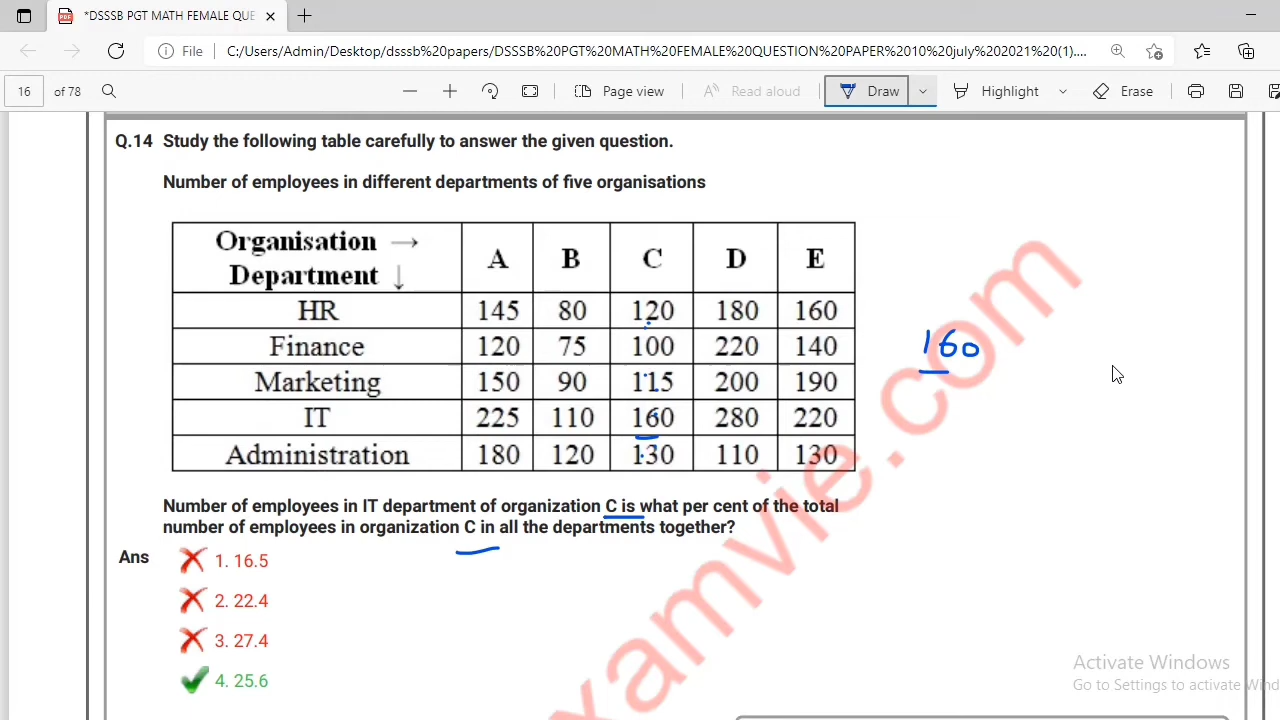 *DSSSB PGT MATH FEMALE QUE
File C:/Users/Admin/Desktop/dsssb%20papers/DSSSB%20PGT%20MATH%20FEMALE%20QUESTION%20PAPER%2010%20july%202021%20(1)....
16 of 78 Page view Read aloud Draw Highlight Erase
Q.14 Study the following table carefully to answer the given question.
Number of employees in different departments of five organisations
Organisation → A B C D E
Department ↓
HR 145 80 120 180 160
Finance 120 75 100 220 140
160
Marketing 150 90 115 200 190
IT 225 110 160 280 220
Administration 180 120 130 110 130
Number of employees in IT department of organization C is what per cent of the total
number of employees in organization C in all the departments together?
Ans 1. 16.5
2. 22.4
3. 27.4
4. 25.6
examvie.com
Activate Windows
Go to Settings to activate Wind